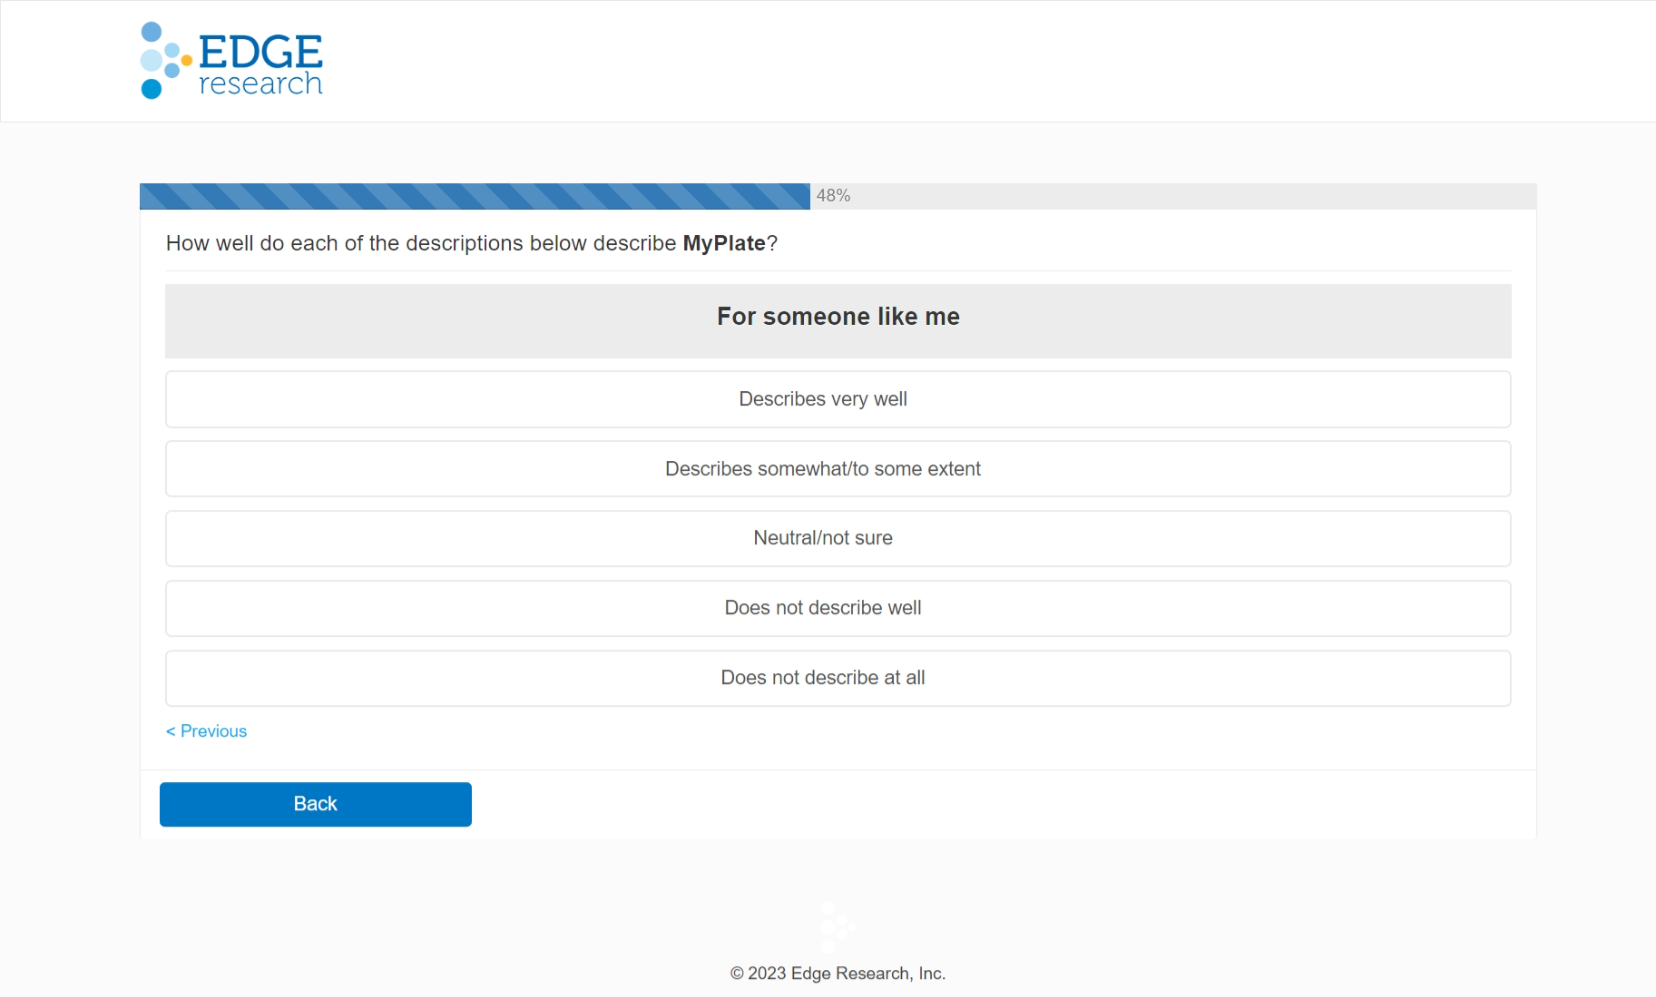 EDGE
research
48%
How well do each of the descriptions below describe MyPlate?
For someone like me
Describes very well
Describes somewhat/to some extent
Neutral/not sure
Does not describe well
Does not describe at all
< Previous
Back
© 2023 Edge Research, Inc.